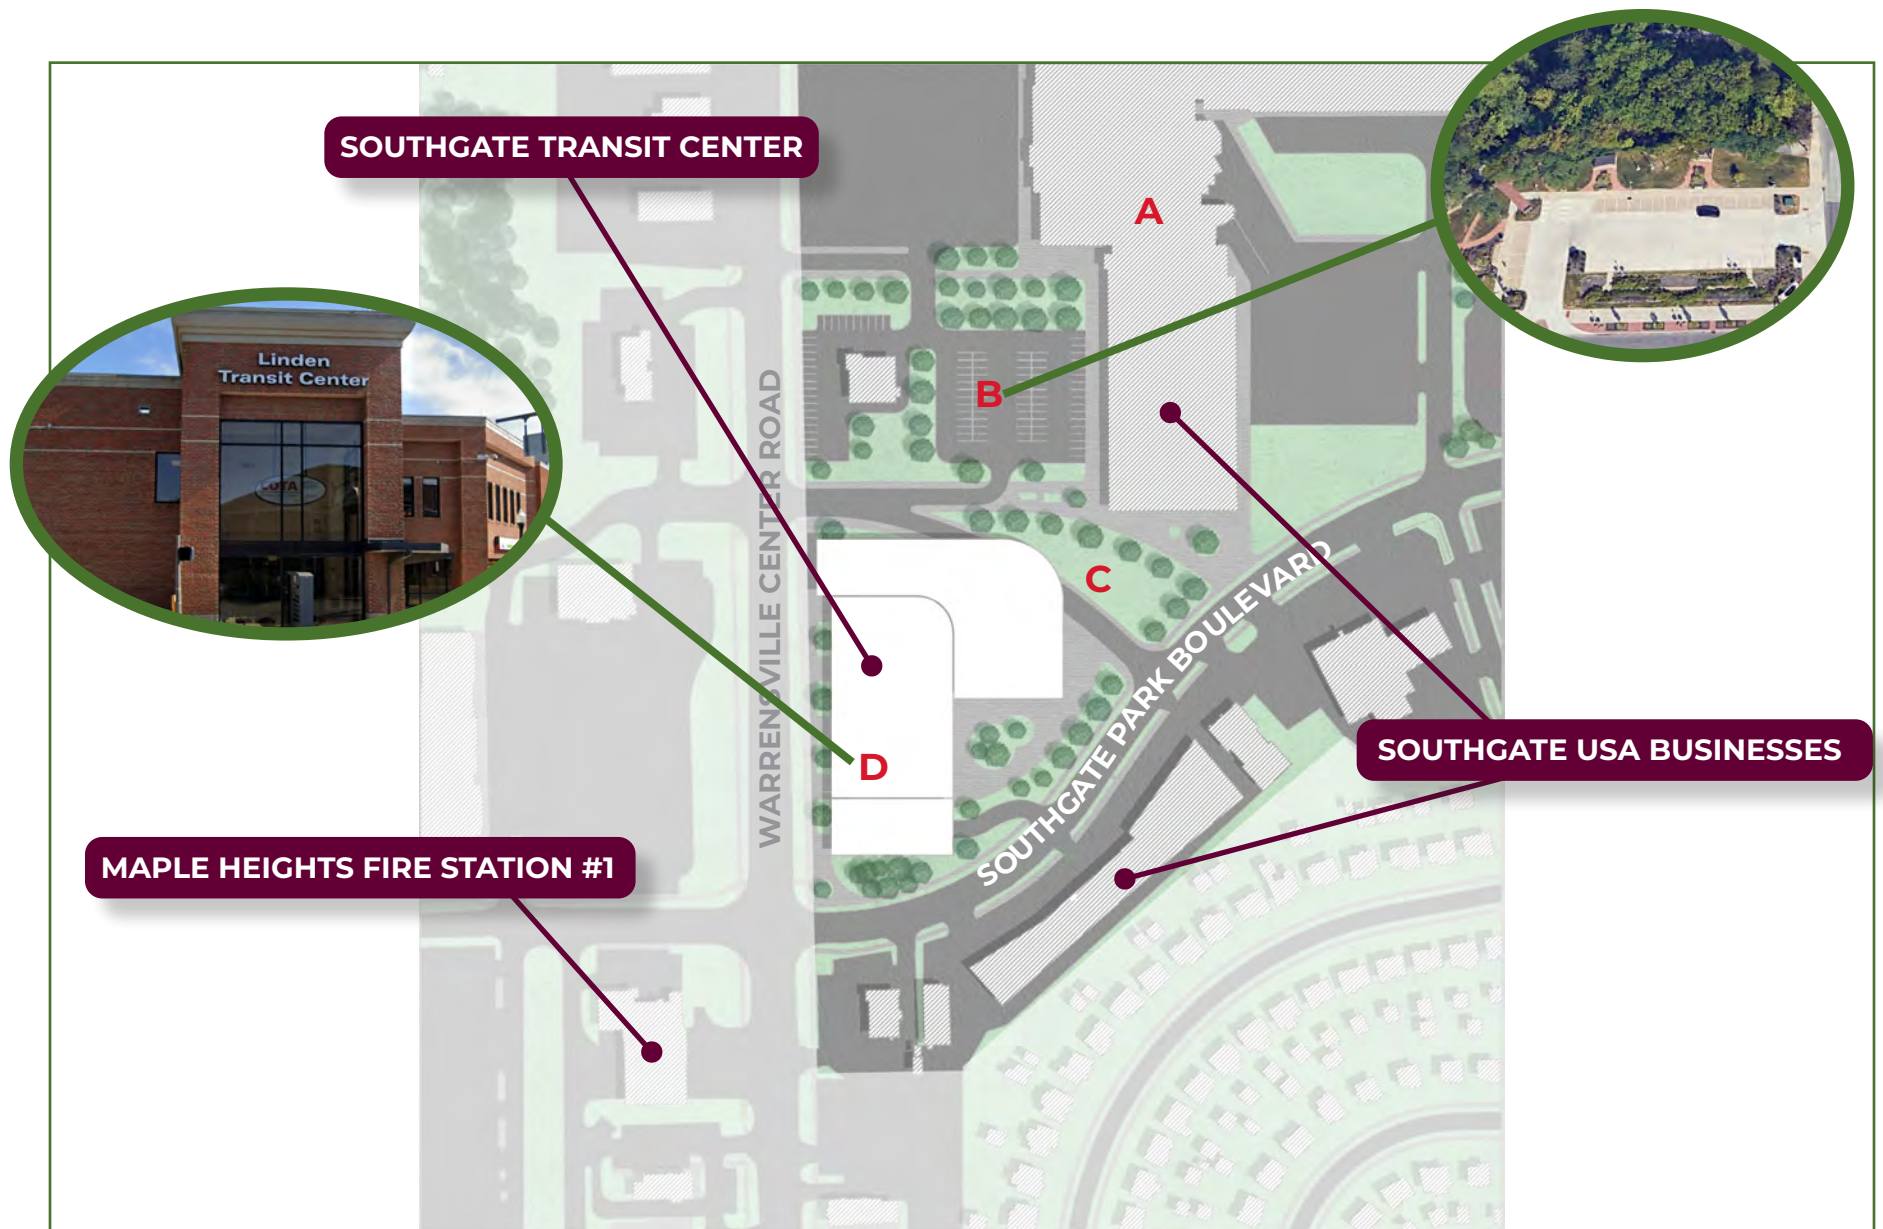 SOUTHGATE TRANSIT CENTER
A
Linden
Transit Center
COTA
B
WARRENSVILLE CENTER ROAD
C
SOUTHGATE PARK BOULEVARD
D
SOUTHGATE USA BUSINESSES
MAPLE HEIGHTS FIRE STATION #1